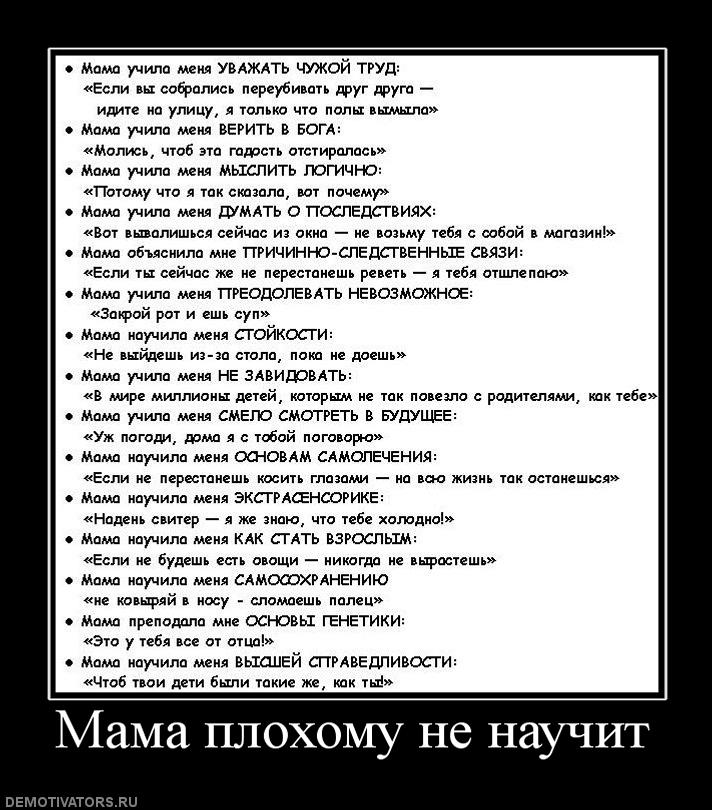 • Мама учила меня УВАЖАТЬ ЧУЖОЙ ТРУД:
«Если вы собрались переубивать друг друга —
идите на улицу, я только что полы вымыла»
• Мама учила меня ВЕРИТЬ В БОГА:
«Молись, чтоб эта гадость отстиралась»
• Мама учила меня МЫСЛИТЬ ЛОГИЧНО:
«Потому что я так сказала, вот почему»
• Мама учила меня ДУМАТЬ О ПОСЛЕДСТВИЯХ:
«Вот вывалишься сейчас из окна — не возьму тебя с собой в магазин!»
• Мама объяснила мне ПРИЧИННО-СЛЕДСТВЕННЫЕ СВЯЗИ:
«Если ты сейчас же не перестанешь реветь — я тебя отшлепаю»
• Мама учила меня ПРЕОДОЛЕВАТЬ НЕВОЗМОЖНОЕ:
«Закрой рот и ешь суп»
• Мама научила меня СТОЙКОСТИ:
«Не выйдешь из-за стола, пока не доешь»
• Мама учила меня НЕ ЗАВИДОВАТЬ:
«В мире миллионы детей, которым не так повезло с родителями, как тебе»
• Мама учила меня СМЕЛО СМОТРЕТЬ В БУДУЩЕЕ:
«Уж погоди, дома я с тобой поговорю»
• Мама научила меня ОСНОВАМ САМОЛЕЧЕНИЯ:
«Если не перестанешь косить глазами — на всю жизнь так останешься»
• Мама научила меня ЭКСТРАСЕНСОРИКЕ:
«Надень свитер — я же знаю, что тебе холодно!»
• Мама научила меня КАК СТАТЬ ВЗРОСЛЫМ:
«Если не будешь есть овощи — никогда не вырастешь»
• Мама научила меня САМОСОХРАНЕНИЮ
«не ковыряй в носу - сломаешь палец»
• Мама преподала мне ОСНОВЫ ГЕНЕТИКИ:
«Это у тебя все от отца!»
• Мама научила меня ВЫСШЕЙ СПРАВЕДЛИВОСТИ:
«Чтоб твои дети были такие же, как ты!»
Мама плохому не научит
DEMOTIVATORS.RU